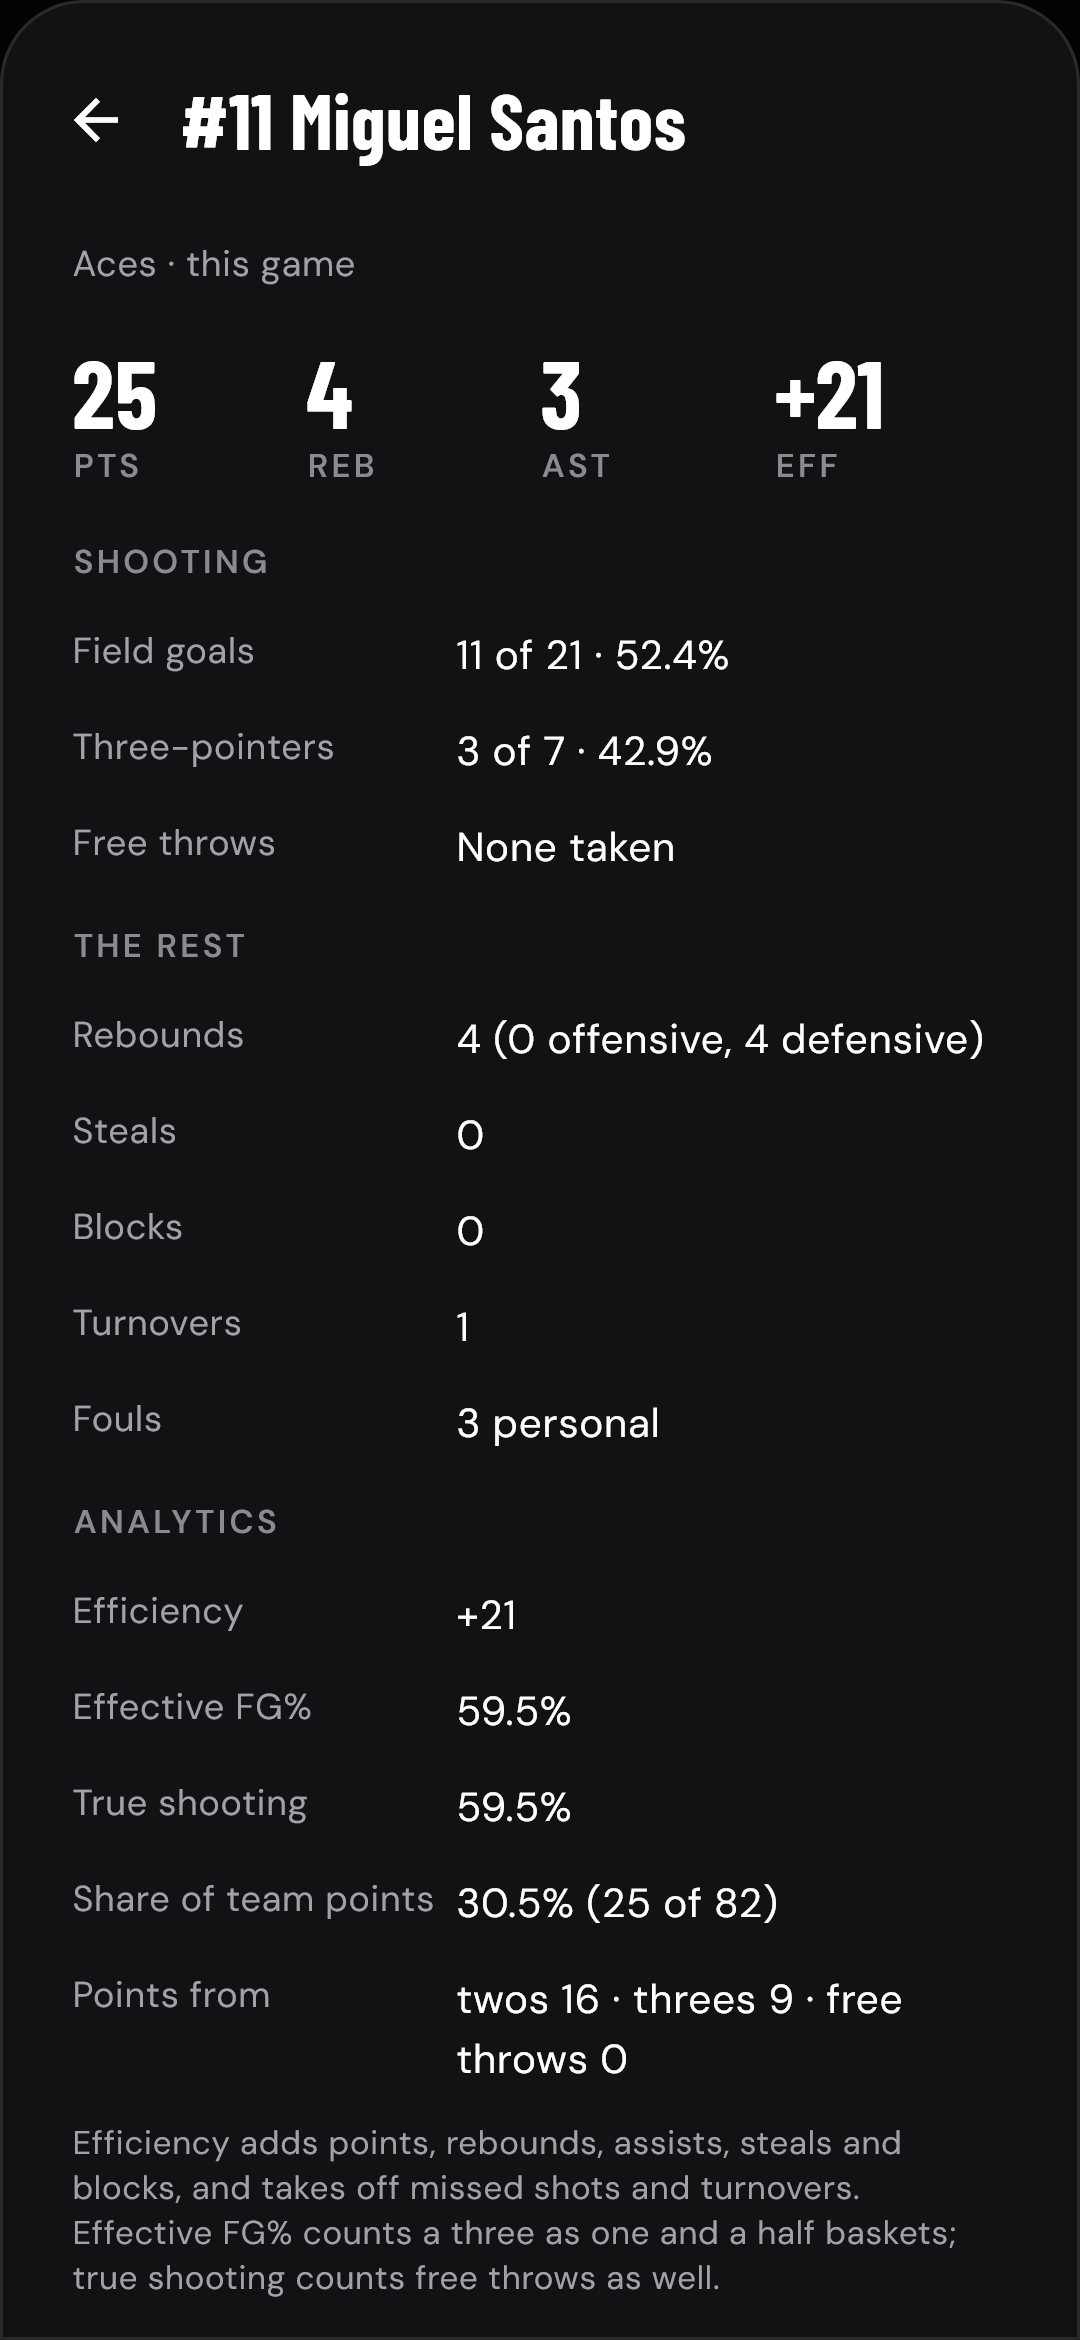 #11 Miguel Santos
Aces · this game
25 4 3 +21
PTS REB AST EFF
SHOOTING
Field goals 11 of 21 · 52.4%
Three-pointers 3 of 7 · 42.9%
Free throws None taken
THE REST
Rebounds 4 (0 offensive, 4 defensive)
Steals 0
Blocks 0
Turnovers 1
Fouls 3 personal
ANALYTICS
Efficiency +21
Effective FG% 59.5%
True shooting 59.5%
Share of team points 30.5% (25 of 82)
Points from twos 16 · threes 9 · free
throws 0
Efficiency adds points, rebounds, assists, steals and
blocks, and takes off missed shots and turnovers.
Effective FG% counts a three as one and a half baskets;
true shooting counts free throws as well.